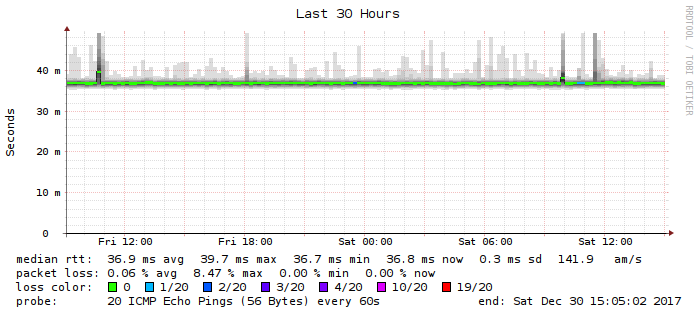 Last 30 Hours
RRDTOOL / TOBI OETIKER
Seconds
40 m
30 m
20 m
10 m
0
Fri 12:00 Fri 18:00 Sat 00:00 Sat 06:00 Sat 12:00
median rtt: 36.9 ms avg 39.7 ms max 36.7 ms min 36.8 ms now 0.3 ms sd 141.9 am/s
packet loss: 0.06 % avg 8.47 % max 0.00 % min 0.00 % now
loss color: 0 1/20 2/20 3/20 4/20 10/20 19/20
probe: 20 ICMP Echo Pings (56 Bytes) every 60s end: Sat Dec 30 15:05:02 2017